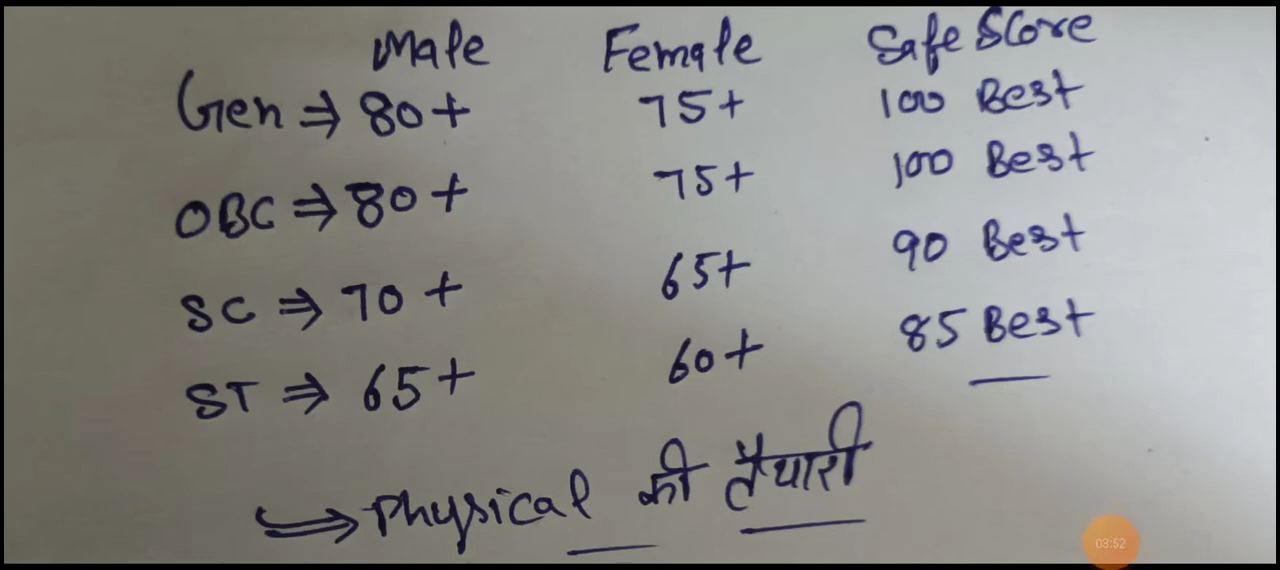 Male Female Safe Score
Gen ⇒ 80+ 75+ 100 Best
OBC ⇒ 80+ 75+ 100 Best
SC ⇒ 70+ 65+ 90 Best
ST ⇒ 65+ 60+ 85 Best
Physical की तैयारी
03:52